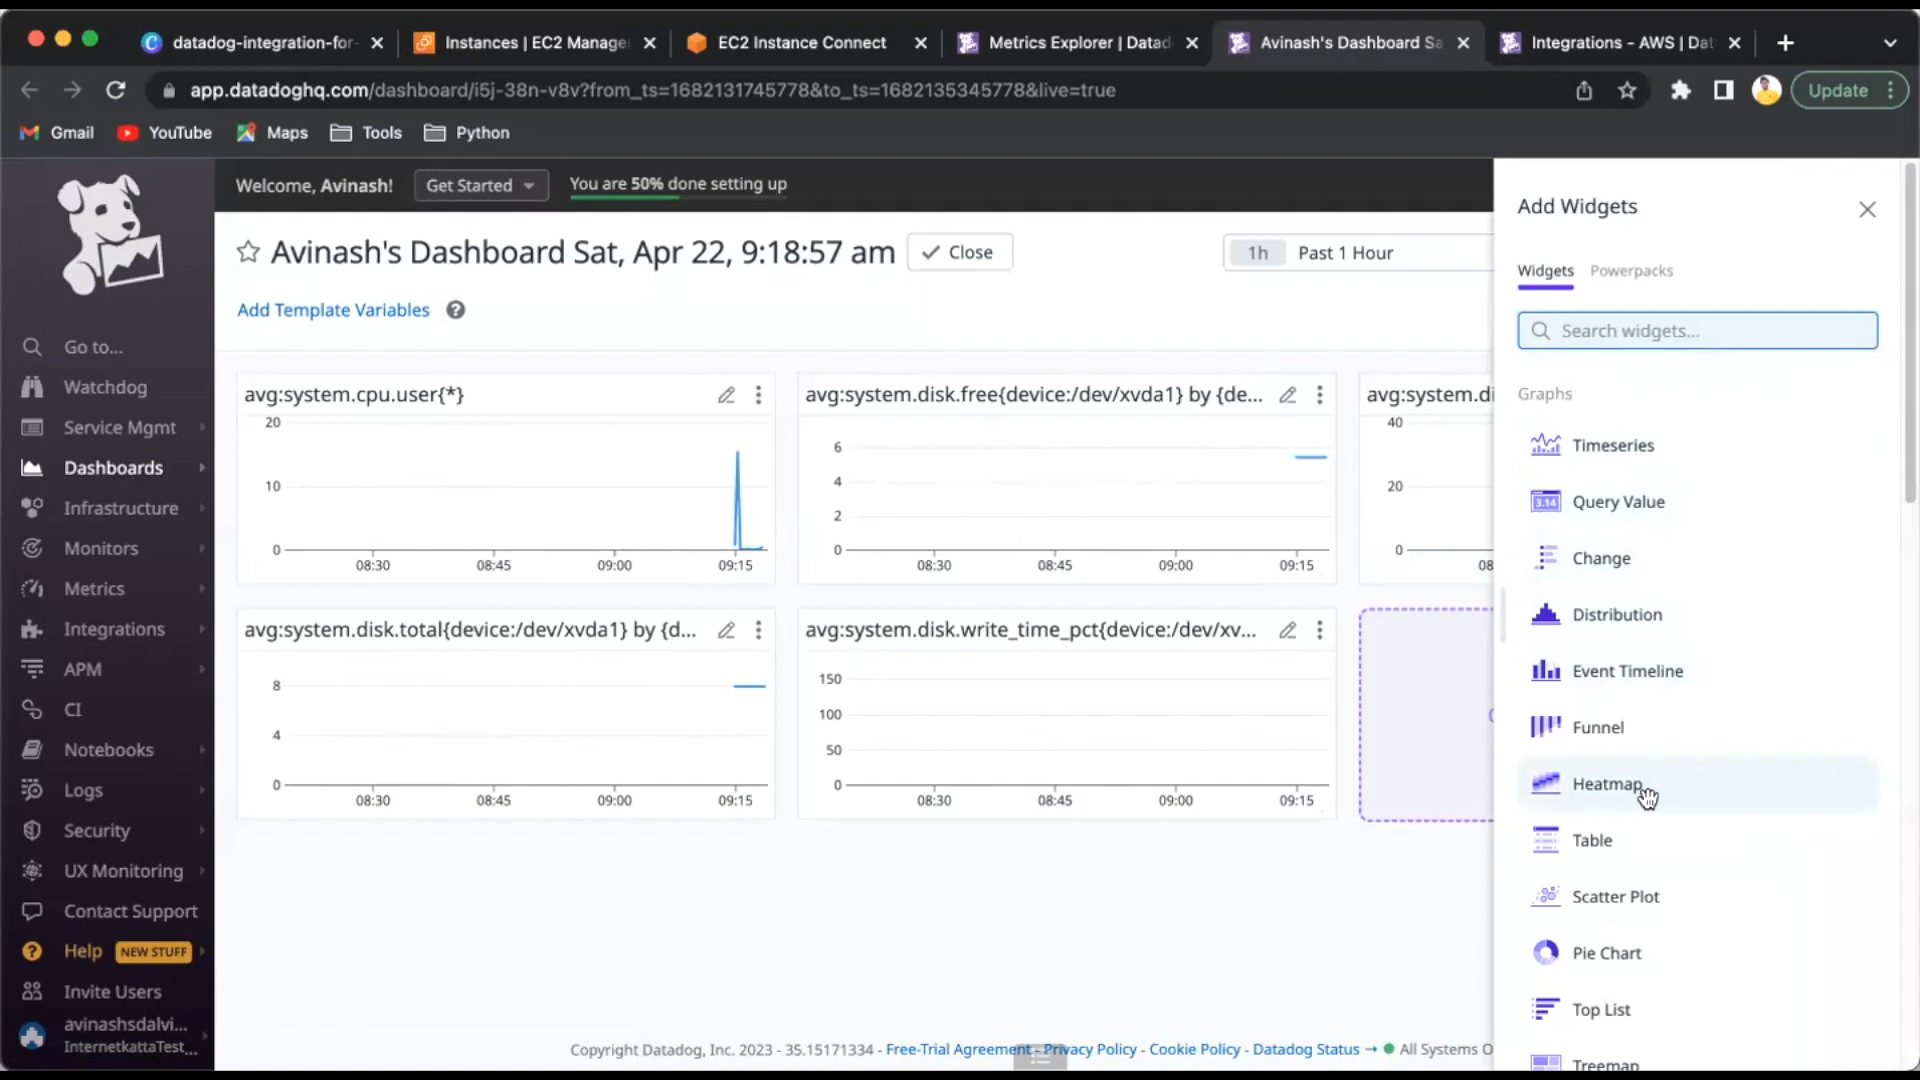 datadog-integration-for-
Instances | EC2 Manage
EC2 Instance Connect
Metrics Explorer | Datad
Avinash's Dashboard Sa
Integrations - AWS | Dat
app.datadoghq.com/dashboard/i5j-38n-v8v?from_ts=1682131745778&to_ts=1682135345778&live=true
Update
Gmail
YouTube
Maps
Tools
Python
Welcome, Avinash!
Get Started
You are 50% done setting up
Avinash's Dashboard Sat, Apr 22, 9:18:57 am
Close
1h Past 1 Hour
Add Template Variables ?
Go to...
Watchdog
Service Mgmt
Dashboards
Infrastructure
Monitors
Metrics
Integrations
APM
CI
Notebooks
Logs
Security
UX Monitoring
Contact Support
Help NEW STUFF
Invite Users
avinashsdalvi...
InternetkattaTest_...
avg:system.cpu.user{*}
20
10
0
08:30 08:45 09:00 09:15
avg:system.disk.free{device:/dev/xvda1} by {de...
6
4
2
0
08:30 08:45 09:00 09:15
avg:system.di
40
20
0
08
avg:system.disk.total{device:/dev/xvda1} by {d...
8
4
0
08:30 08:45 09:00 09:15
avg:system.disk.write_time_pct{device:/dev/xv...
150
100
50
0
08:30 08:45 09:00 09:15
Copyright Datadog, Inc. 2023 - 35.15171334 - Free-Trial Agreement - Privacy Policy - Cookie Policy - Datadog Status → All Systems O
Add Widgets
Widgets Powerpacks
Search widgets...
Graphs
Timeseries
3.14 Query Value
Change
Distribution
Event Timeline
Funnel
Heatmap
Table
Scatter Plot
Pie Chart
Top List
Treemap